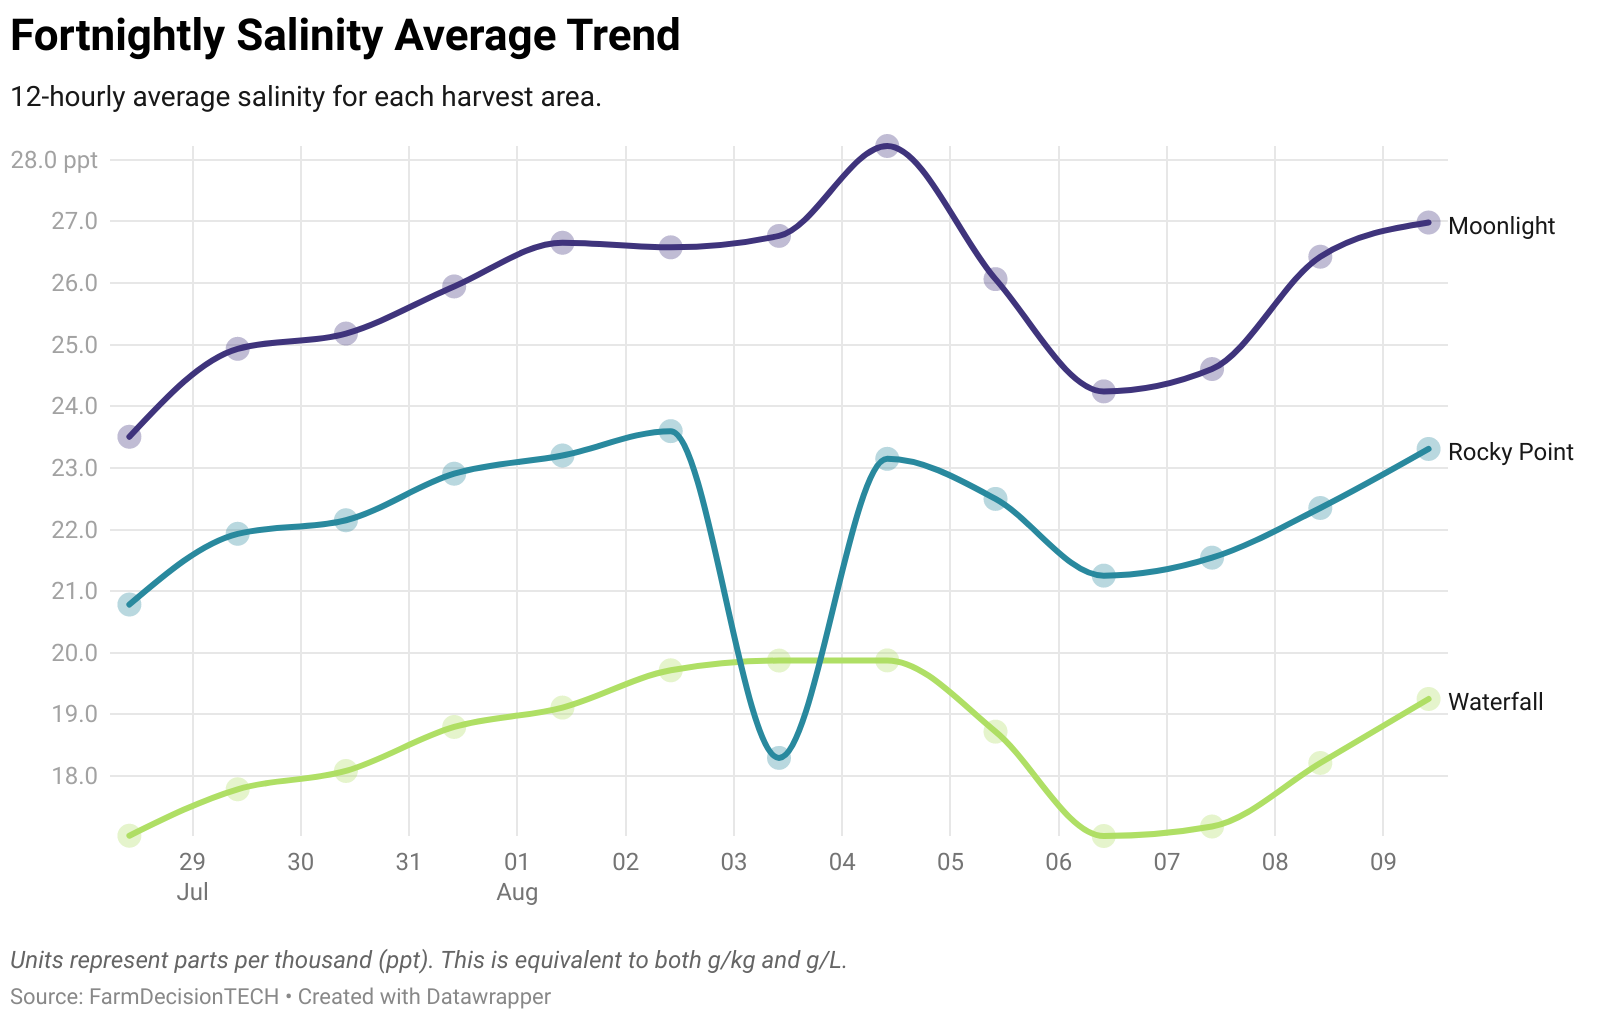 Fortnightly Salinity Average Trend
12-hourly average salinity for each harvest area.
28.0 ppt
27.0
26.0
25.0
24.0
23.0
22.0
21.0
20.0
19.0
18.0
Moonlight
Rocky Point
Waterfall
29 30 31 01 02 03 04 05 06 07 08 09
Jul Aug
Units represent parts per thousand (ppt). This is equivalent to both g/kg and g/L.
Source: FarmDecisionTECH • Created with Datawrapper